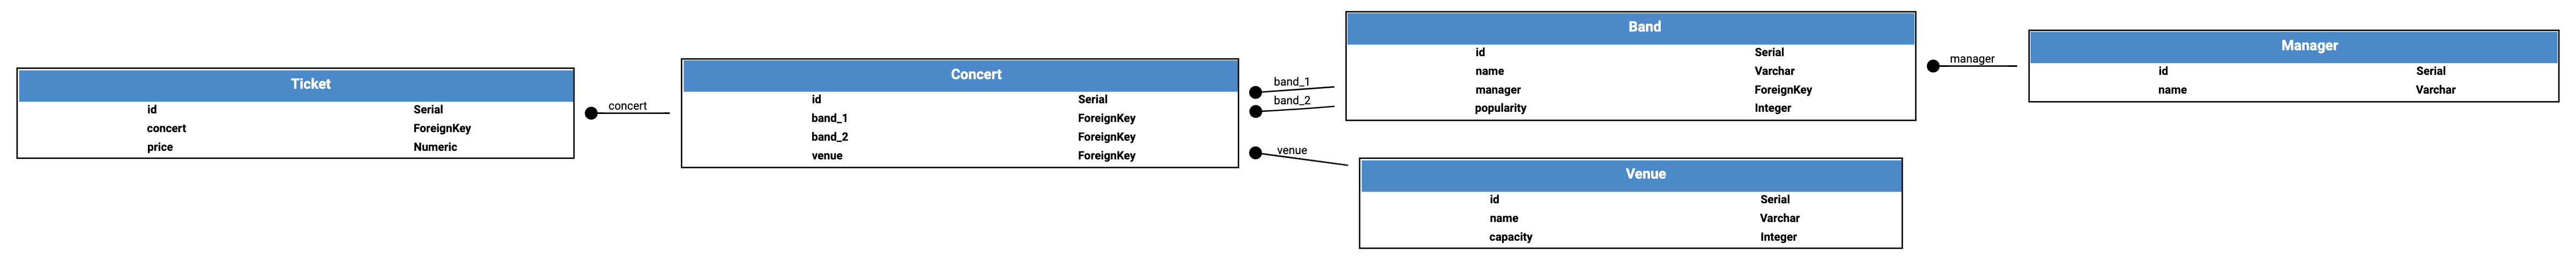 Ticket
id Serial
concert ForeignKey
price Numeric
concert
Concert
id Serial
band_1 ForeignKey
band_2 ForeignKey
venue ForeignKey
band_1
band_2
venue
Band
id Serial
name Varchar
manager ForeignKey
popularity Integer
Venue
id Serial
name Varchar
capacity Integer
manager
Manager
id Serial
name Varchar